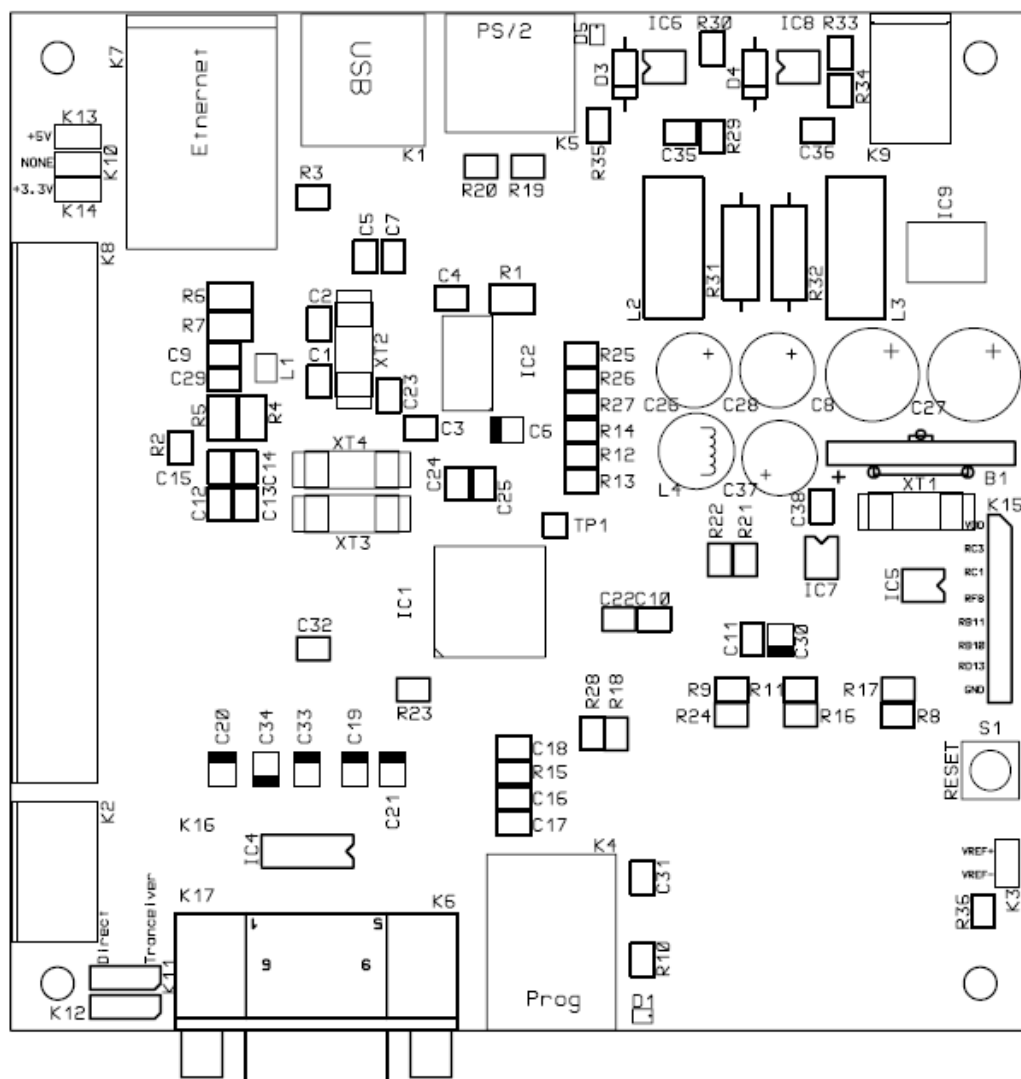 K7
Etnernet
USB
K1
PS/2
K5
D5
IC6
R30
IC8
R33
D3
D4
R34
K13
+5V
NONE
K10
+3.3V
K14
R35
C35
R29
C36
K9
R3
R20
R19
K8
C5
C7
IC9
R31
R32
L2
L3
R6
C2
C4
R1
R7
XT2
C9
L1
C1
IC2
R25
C29
C23
R26
R27
C26
C28
C8
C27
R5
R4
R2
C3
C6
R14
XT4
R12
C15
C14
C24
C25
R13
L4
C37
B1
C12
C13
XT3
TP1
C38
XT1
K15
R22
R21
VDD
RC3
RC1
RF8
RB11
RB10
RD13
GND
IC7
IC5
IC1
C22
C10
C32
C11
C30
R23
R9
R11
R17
R24
R16
R8
R28
R18
C20
C34
C33
C19
C21
C18
R15
C16
C17
S1
RESET
K2
K16
IC4
K4
C31
VREF+
VREF-
K3
R36
Direct
Tranceiver
K17
K6
1
5
6
9
K11
K12
R10
Prog
D1